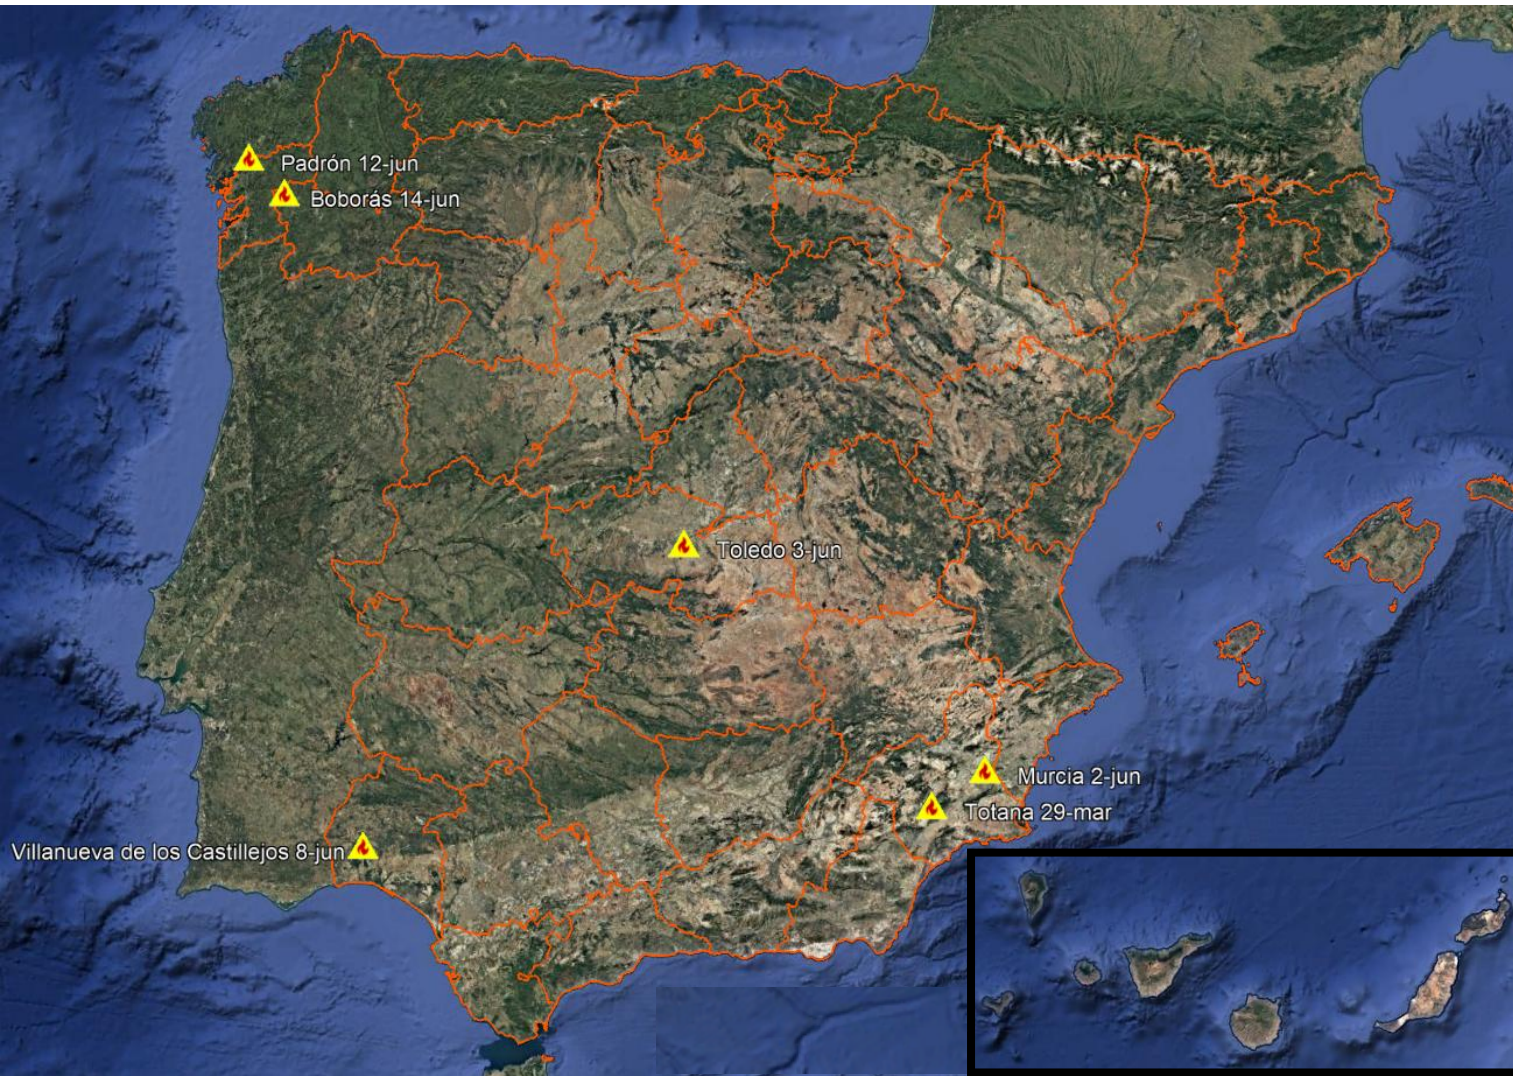 Padrón 12-jun
Boborás 14-jun
Toledo 3-jun
Murcia 2-jun
Totana 29-mar
Villanueva de los Castillejos 8-jun